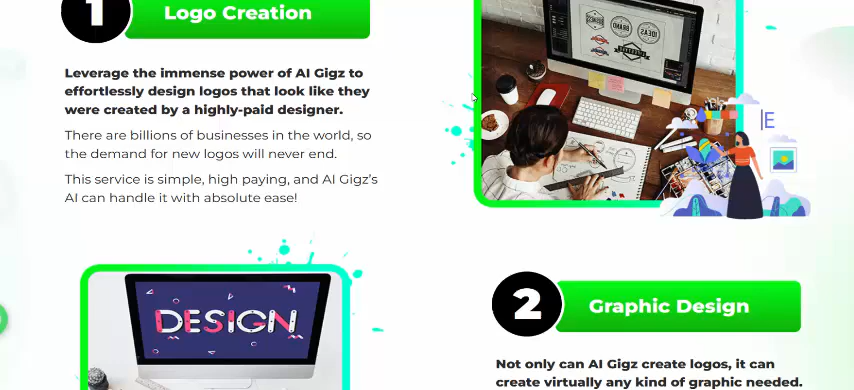 1
Logo Creation
Leverage the immense power of AI Gigz to
effortlessly design logos that look like they
were created by a highly-paid designer.
There are billions of businesses in the world, so
the demand for new logos will never end.
This service is simple, high paying, and AI Gigz's
AI can handle it with absolute ease!
BRAND
IDEAS
E
DESIGN
2
Graphic Design
Not only can AI Gigz create logos, it can
create virtually any kind of graphic needed.